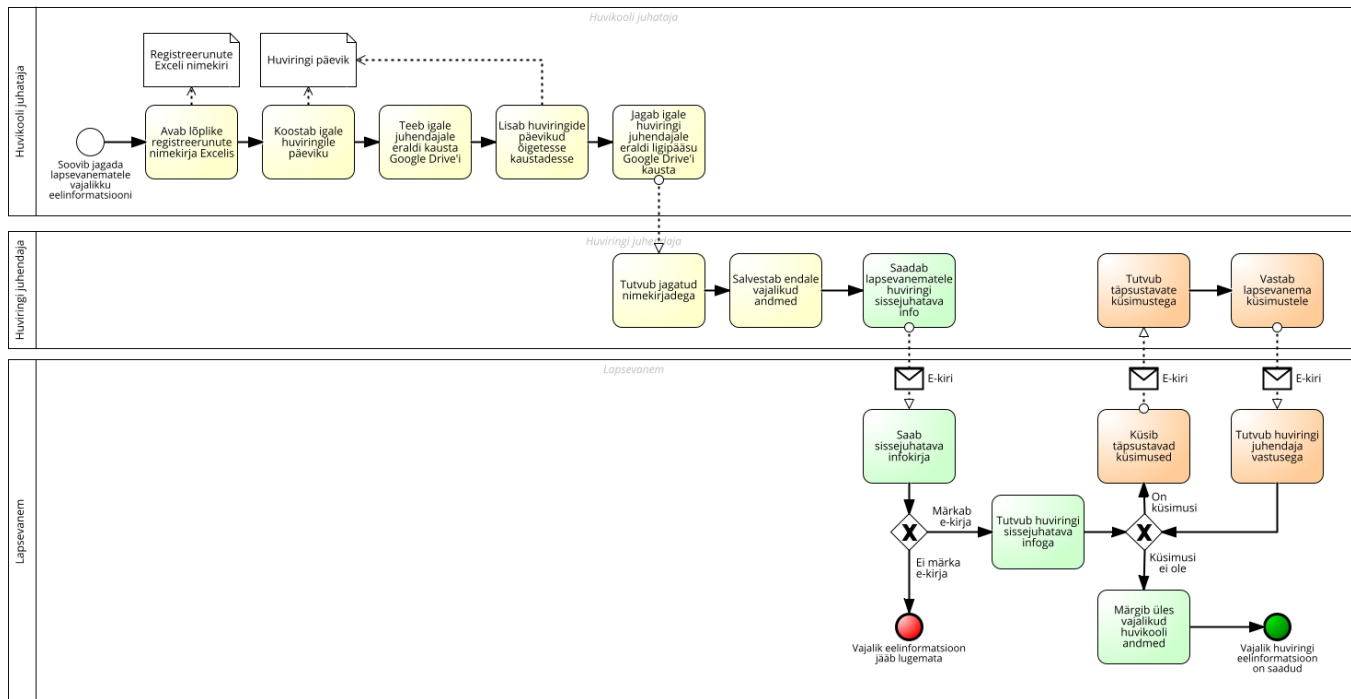 Huvikooli juhataja
Huvikooli juhataja
Registreerunute
Exceli nimekiri
Huviringi päevik
Soovib jagada
lapsevanematele
vajalikku
eelinformatsiooni
Avab lõplike
registreerunute
nimekirja Excelis
Koostab igale
huviringile
päeviku
Teeb igale
juhendajale
eraldi kausta
Google Drive'i
Lisab huviringide
päevikud
õigetesse
kaustadesse
Jagab igale
huviringi
juhendajale
eraldi ligipääsu
Google Drive'i
kausta
Huviringi juhendaja
Huviringi juhendaja
Tutvub jagatud
nimekirjadega
Salvestab endale
vajalikud
andmed
Saadab
lapsevanematele
huviringi
sissejuhatava
info
Tutvub
täpsustavate
küsimustega
Vastab
lapsevanema
küsimustele
Lapsevanem
Lapsevanem
E-kiri
E-kiri
E-kiri
Saab
sissejuhatava
infokirja
Küsib
täpsustavad
küsimused
Tutvub huviringi
juhendaja
vastusega
Märkab
e-kirja
Tutvub huviringi
sissejuhatava
infoga
On
küsimusi
Ei märka
e-kirja
Küsimusi
ei ole
Märgib üles
vajalikud
huvikooli
andmed
Vajalik eelinformatsioon
jääb lugemata
Vajalik huviringi
eelinformatsioon
on saadud